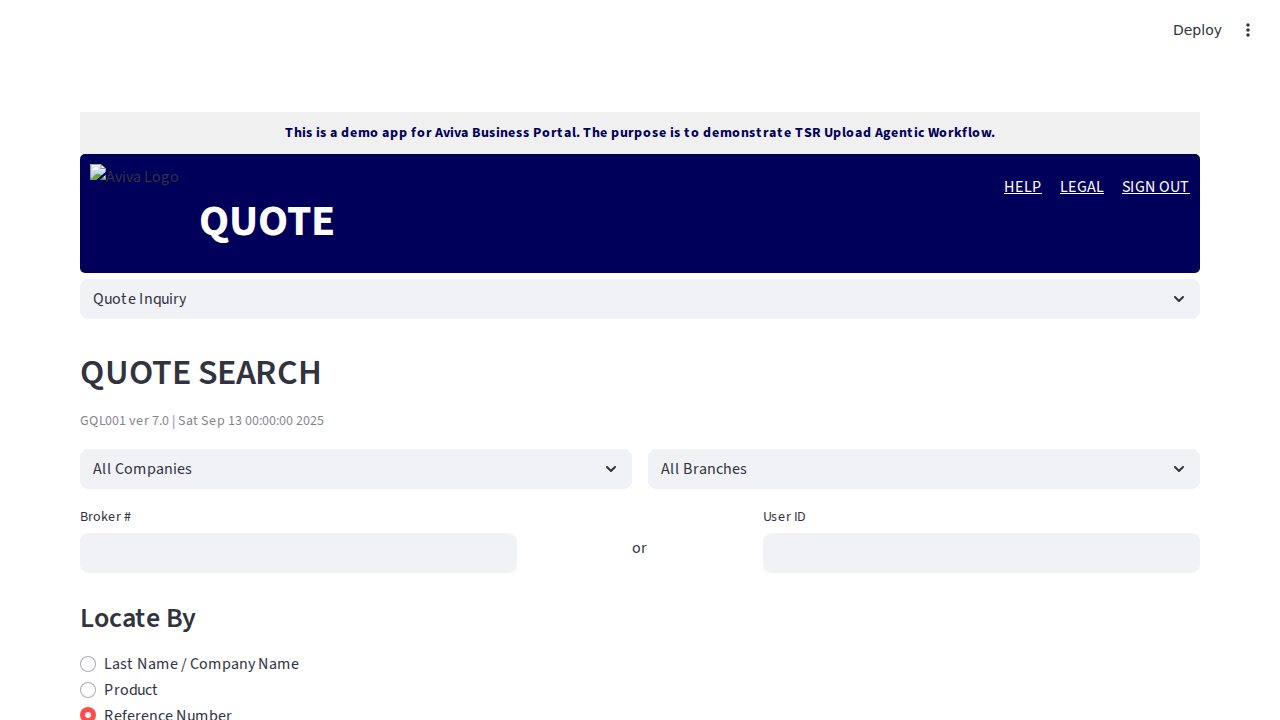 Deploy
This is a demo app for Aviva Business Portal. The purpose is to demonstrate TSR Upload Agentic Workflow.
Aviva Logo
HELP LEGAL SIGN OUT
QUOTE
Quote Inquiry
QUOTE SEARCH
GQL001 ver 7.0 | Sat Sep 13 00:00:00 2025
All Companies
All Branches
Broker #
or
User ID
Locate By
Last Name / Company Name
Product
Reference Number